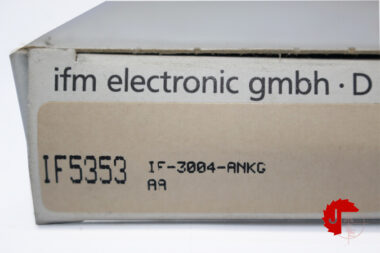 ifm electronic gmbh · D
IF5353 IF-3004-ANKG
A9